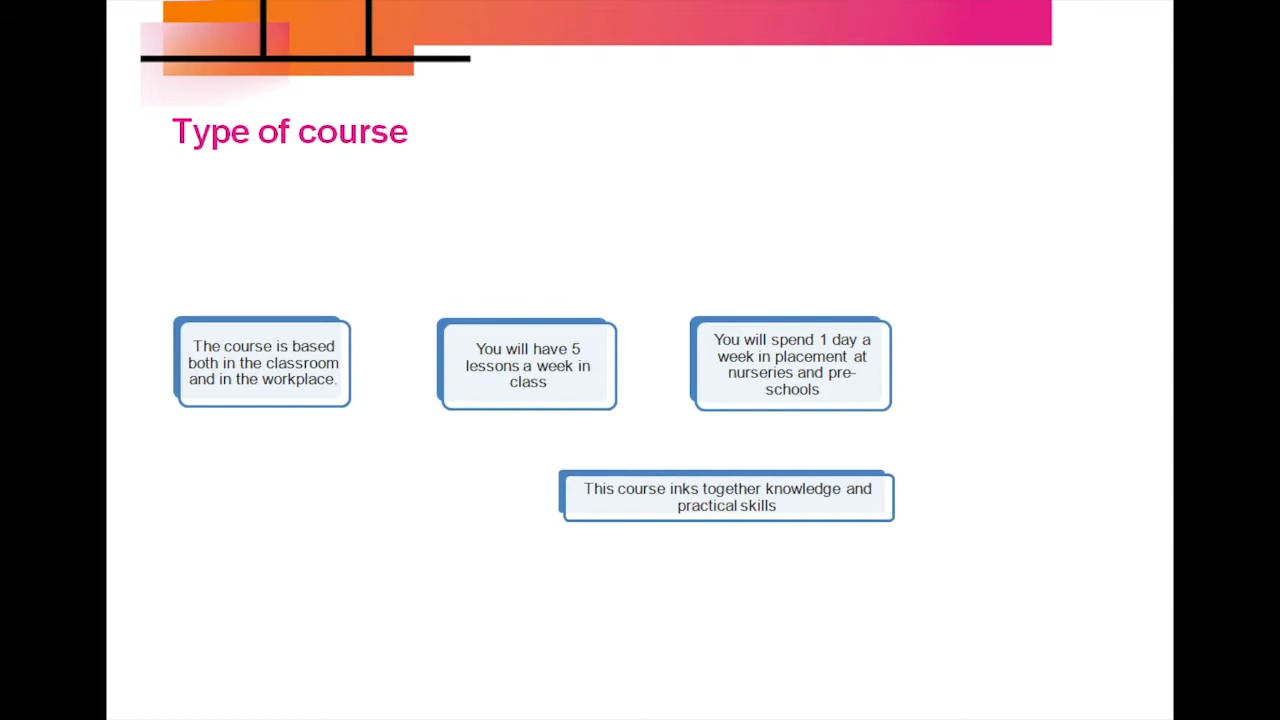 Type of course
The course is based
both in the classroom
and in the workplace.
You will have 5
lessons a week in
class
You will spend 1 day a
week in placement at
nurseries and pre-
schools
This course inks together knowledge and
practical skills